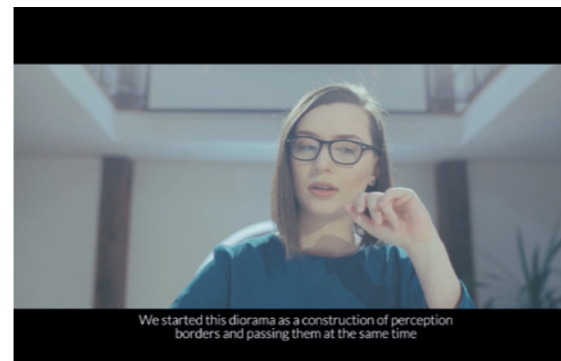 We started this diorama as a construction of perception
borders and passing them at the same time